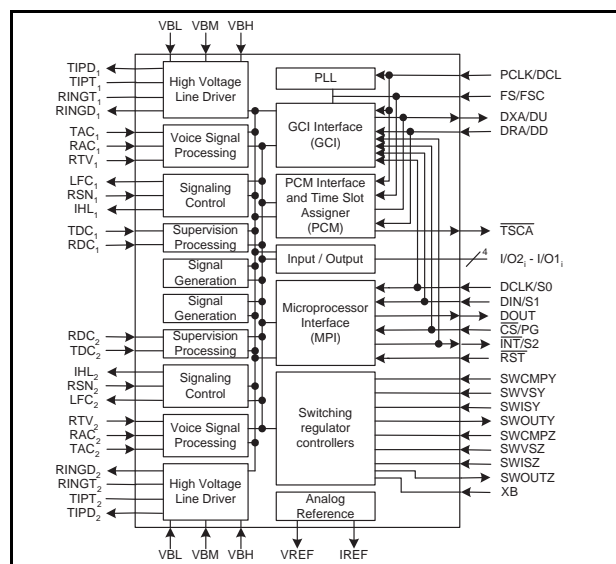 VBL VBM VBH
TIPD1
TIPT1
RINGT1
RINGD1
TAC1
RAC1
RTV1
LFC1
RSN1
IHL1
TDC1
RDC1
RDC2
TDC2
IHL2
RSN2
LFC2
RTV2
RAC2
TAC2
RINGD2
RINGT2
TIPT2
TIPD2
High Voltage
Line Driver
Voice Signal
Processing
Signaling
Control
Supervision
Processing
Signal
Generation
Signal
Generation
Supervision
Processing
Signaling
Control
Voice Signal
Processing
High Voltage
Line Driver
VBL VBM VBH
PLL
GCI Interface
(GCI)
PCM Interface
and Time Slot
Assigner
(PCM)
Input / Output
Microprocessor
Interface
(MPI)
Switching
regulator
controllers
Analog
Reference
VREF IREF
PCLK/DCL
FS/FSC
DXA/DU
DRA/DD
TSCA
4
I/O2i - I/O1i
DCLK/S0
DIN/S1
DOUT
CS/PG
INT/S2
RST
SWCMPY
SWVSY
SWISY
SWOUTY
SWCMPZ
SWVSZ
SWISZ
SWOUTZ
XB